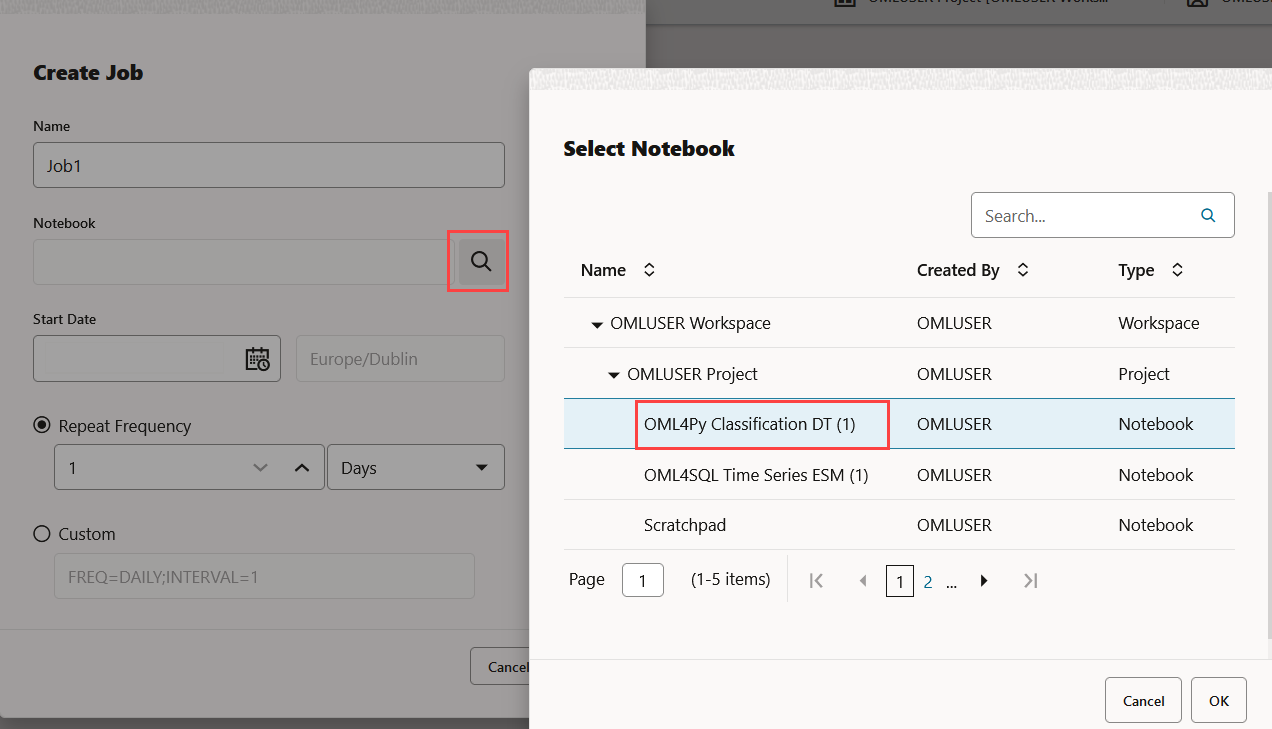 OMLUSER Project [OMLUSER Works...
Create Job
Name
Job1
Notebook
Start Date
Europe/Dublin
Repeat Frequency
1
Days
Custom
FREQ=DAILY;INTERVAL=1
Cancel
Select Notebook
Search...
Name Created By Type
OMLUSER Workspace OMLUSER Workspace
OMLUSER Project OMLUSER Project
OML4Py Classification DT (1) OMLUSER Notebook
OML4SQL Time Series ESM (1) OMLUSER Notebook
Scratchpad OMLUSER Notebook
Page 1 (1-5 items) 1 2 ...
Cancel OK